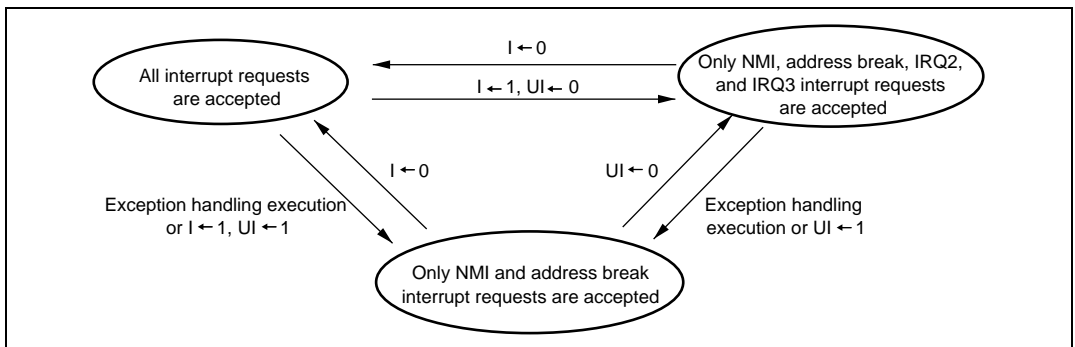 I ← 0
All interrupt requests
are accepted
Only NMI, address break, IRQ2,
and IRQ3 interrupt requests
are accepted
I ← 1, UI ← 0
I ← 0
UI ← 0
Exception handling execution
or I ← 1, UI ← 1
Exception handling
execution or UI ← 1
Only NMI and address break
interrupt requests are accepted